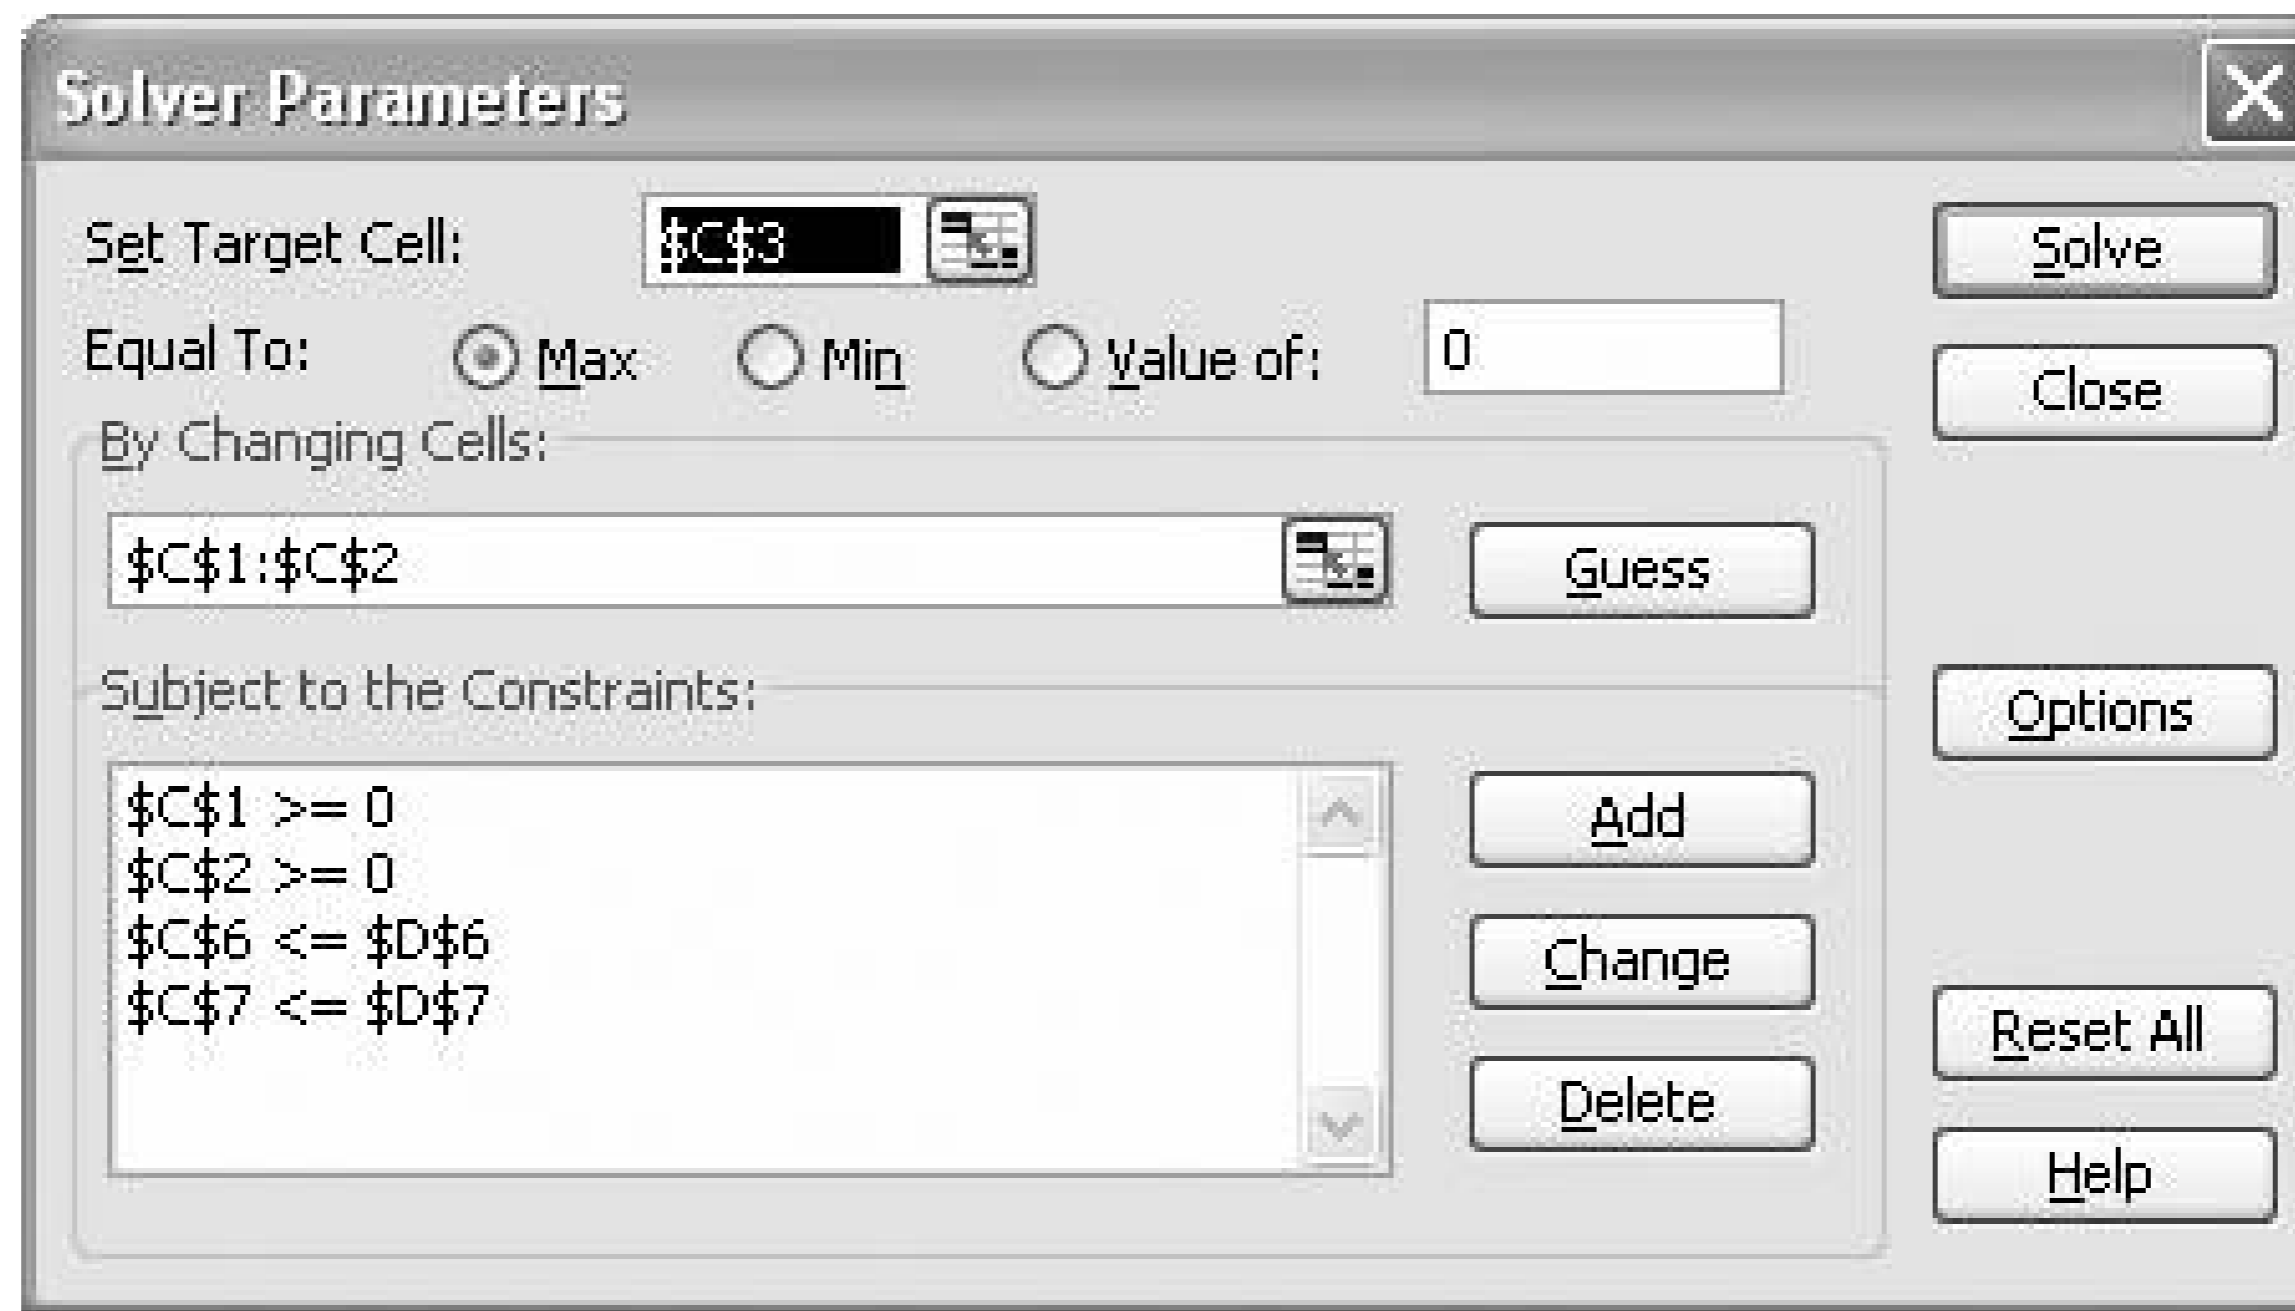 Solver Parameters
Set Target Cell: $C$3
Equal To: Max Min Value of: 0
By Changing Cells:
$C$1:$C$2
Guess
Subject to the Constraints:
$C$1 >= 0
$C$2 >= 0
$C$6 <= $D$6
$C$7 <= $D$7
Add
Change
Delete
Solve
Close
Options
Reset All
Help